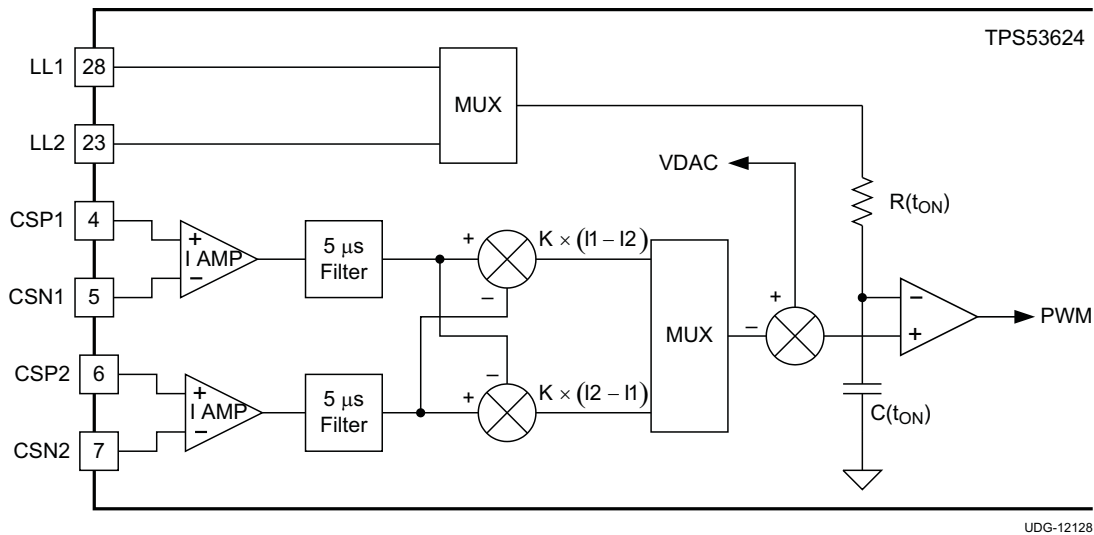 TPS53624
LL1
28
MUX
LL2
23
VDAC
R(tON)
CSP1
4
+
I AMP
−
5 μs
Filter
+
−
K × (I1 – I2)
CSN1
5
MUX
+
−
−
+
PWM
CSP2
6
+
I AMP
−
5 μs
Filter
−
+
K × (I2 – I1)
C(tON)
CSN2
7
UDG-12128